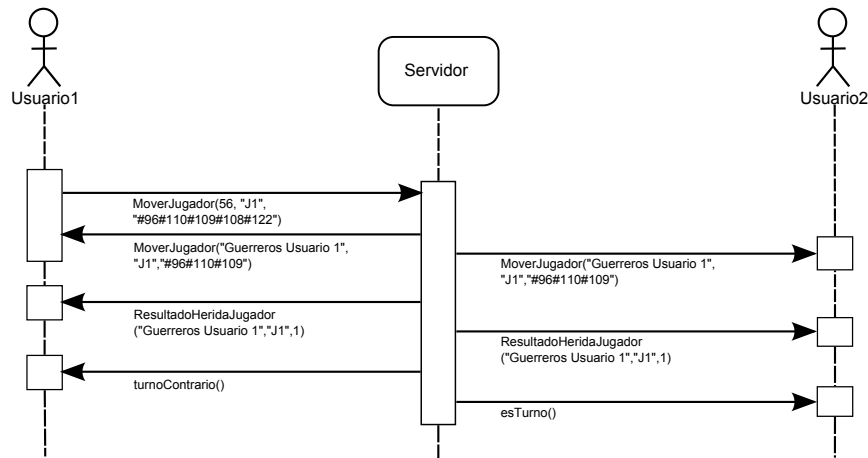 Usuario1
Servidor
Usuario2
MoverJugador(56, "J1",
"#96#110#109#108#122")
MoverJugador("Guerreros Usuario 1",
"J1","#96#110#109")
MoverJugador("Guerreros Usuario 1",
"J1","#96#110#109")
ResultadoHeridaJugador
("Guerreros Usuario 1","J1",1)
ResultadoHeridaJugador
("Guerreros Usuario 1","J1",1)
turnoContrario()
esTurno()